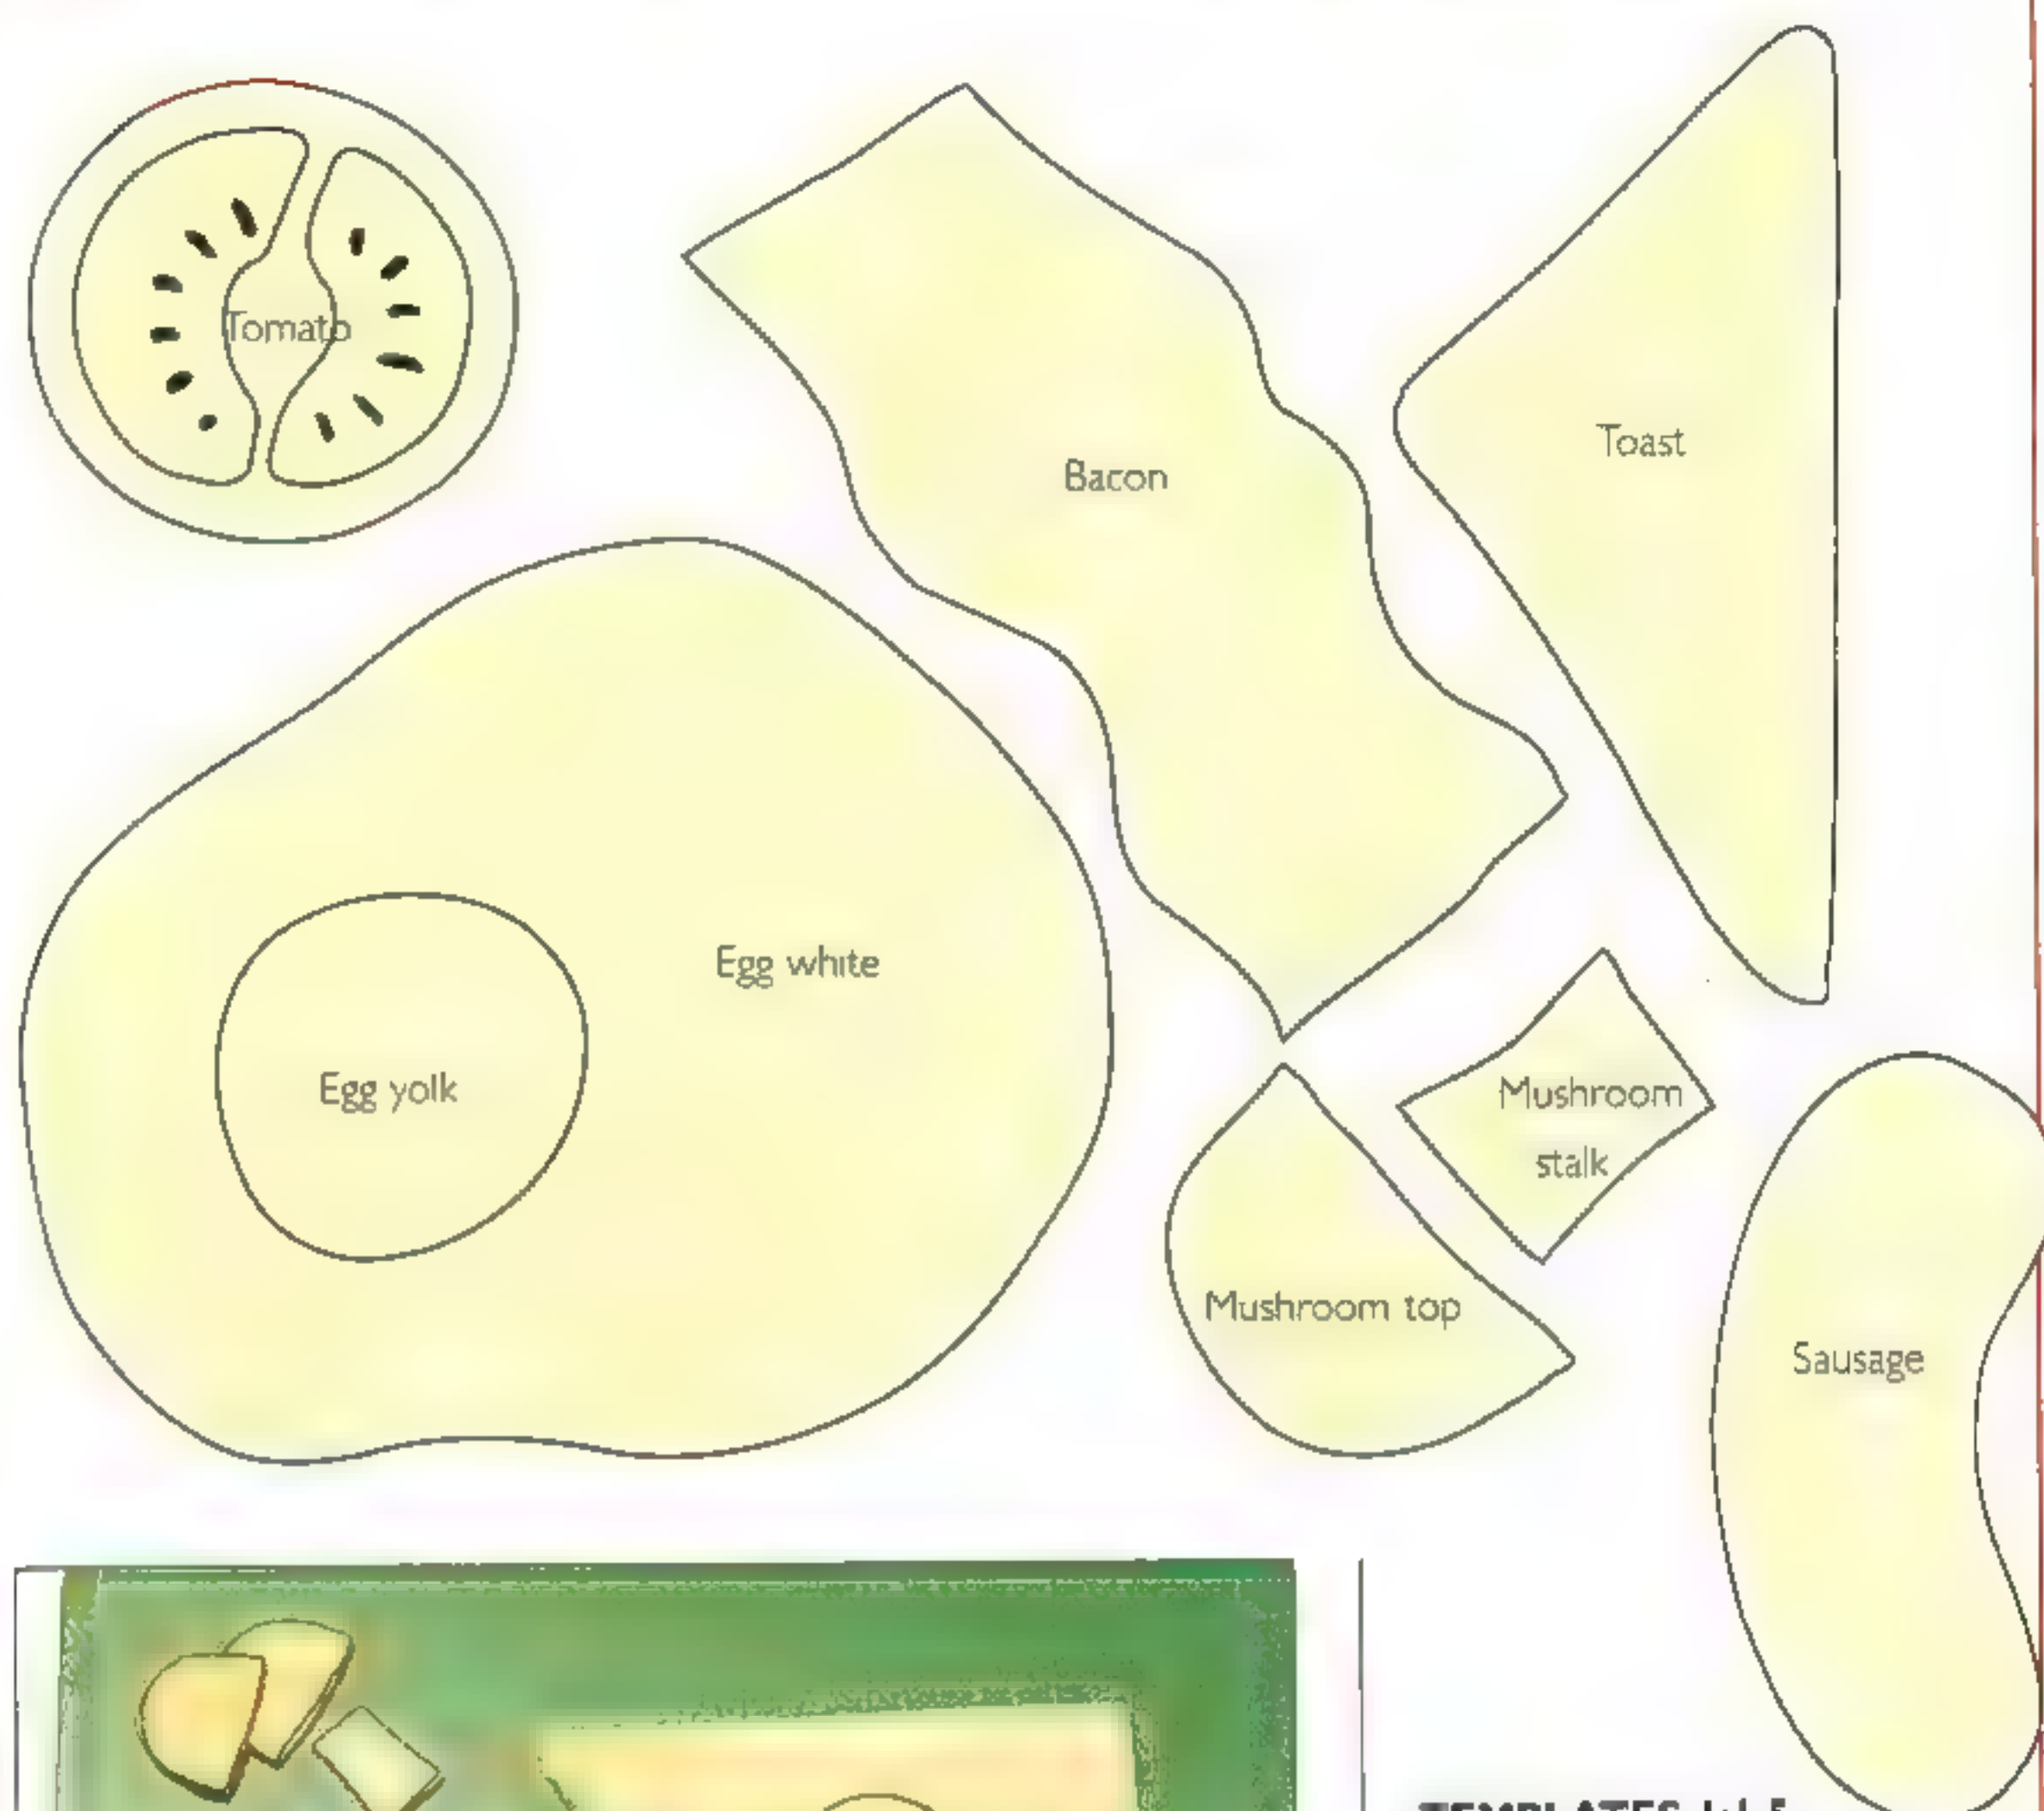 Tomato
Bacon
Toast
Egg white
Egg yolk
Mushroom
stalk
Mushroom top
Sausage